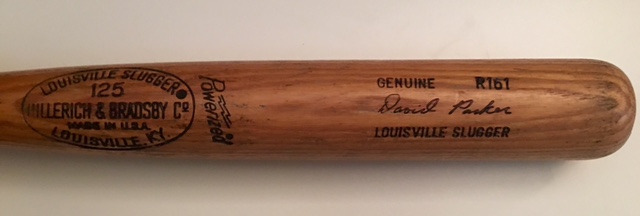 LOUISVILLE SLUGGER
125
HILLERICH & BRADSBY Cº
MADE IN U.S.A.
LOUISVILLE, KY.
Powerized
GENUINE R161
David Parker
LOUISVILLE SLUGGER